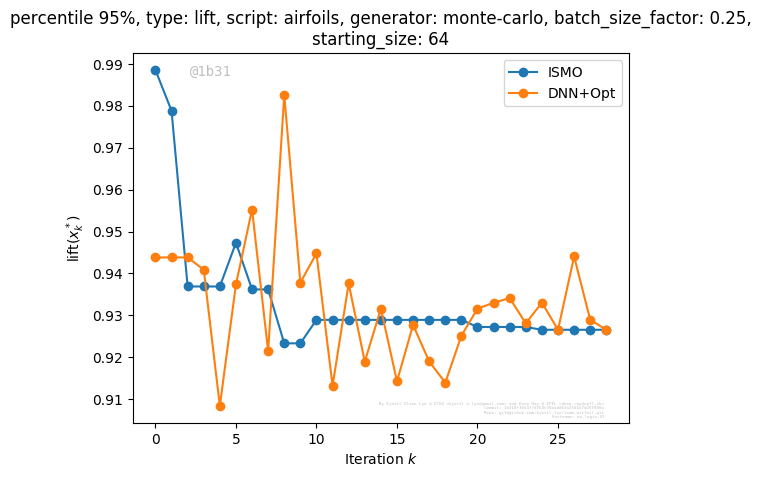 percentile 95%, type: lift, script: airfoils, generator: monte-carlo, batch_size_factor: 0.25,
starting_size: 64
@1b31
ISMO
DNN+Opt
0.99
0.98
0.97
0.96
0.95
0.94
0.93
0.92
0.91
lift(x*k)
0 5 10 15 20 25
Iteration k